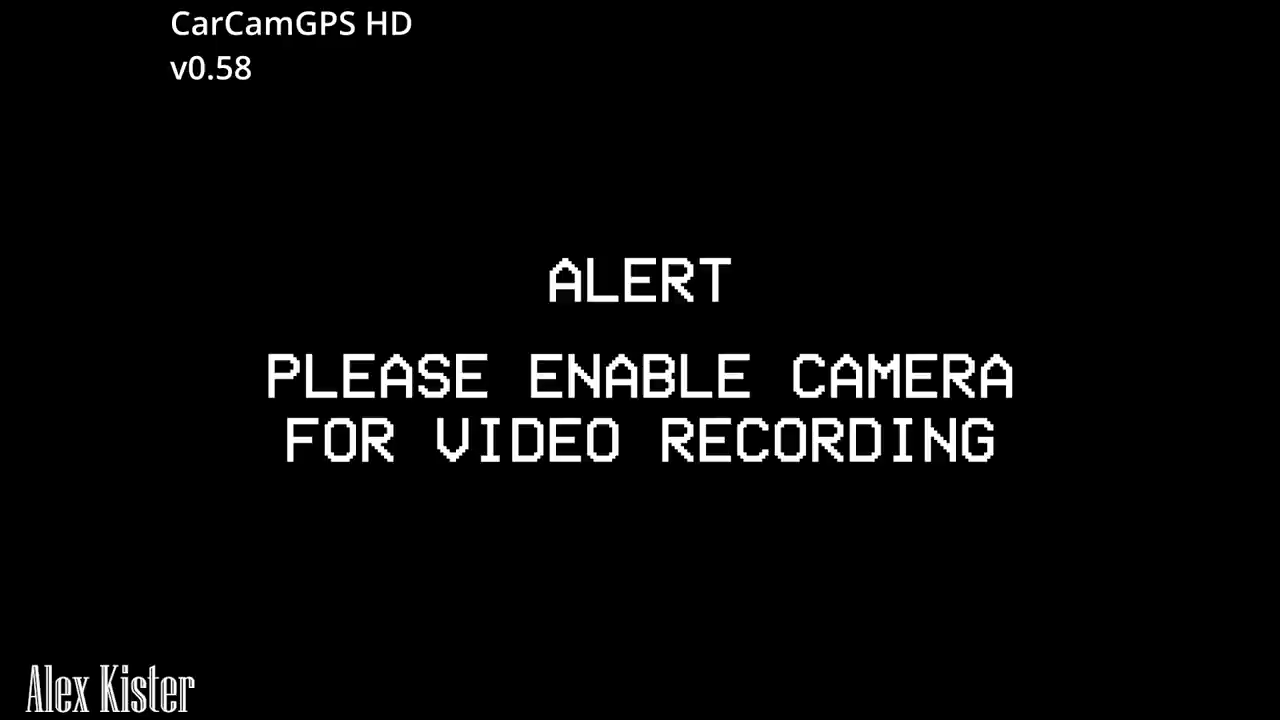 CarCamGPS HD
v0.58
ALERT
PLEASE ENABLE CAMERA
FOR VIDEO RECORDING
Alex Kister